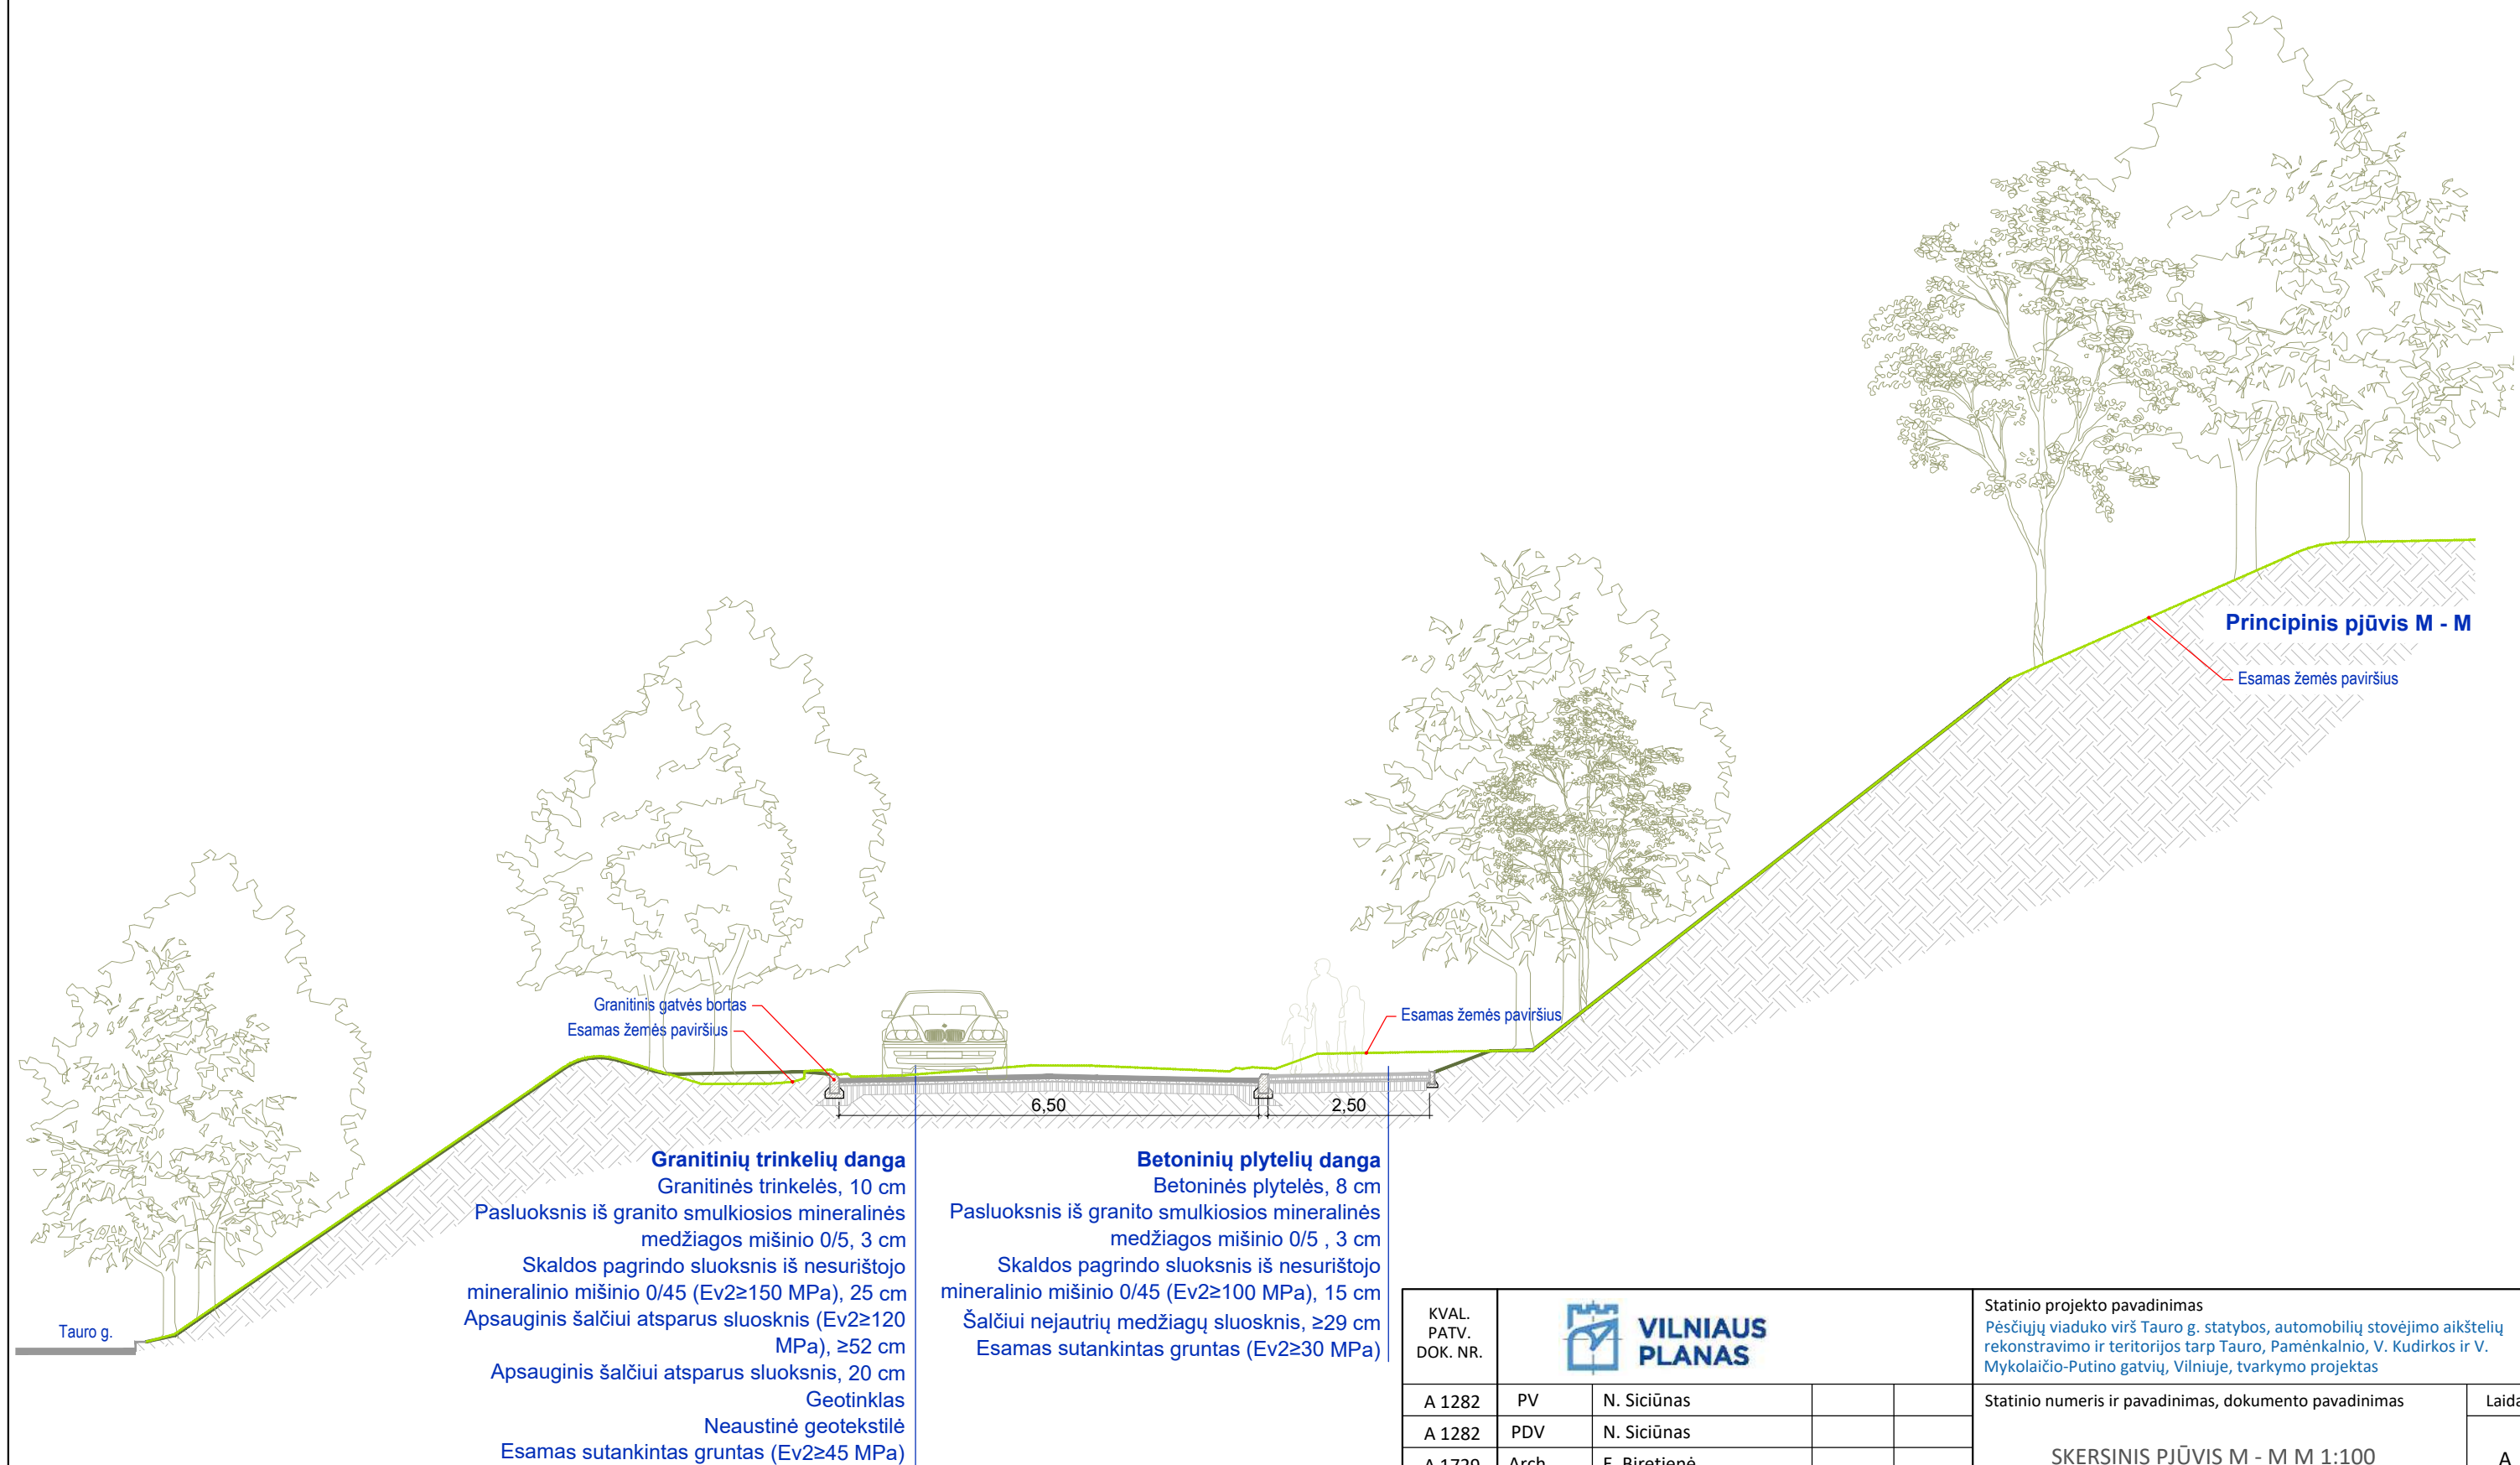 Principinis pjūvis M - M
Esamas žemės paviršius
Granitinis gatvės bortas
Esamas žemės paviršius
Esamas žemės paviršius
6,50
2,50
Granitinių trinkelių danga
Granitinės trinkelės, 10 cm
Pasluoksnis iš granito smulkiosios mineralinės
medžiagos mišinio 0/5, 3 cm
Skaldos pagrindo sluoksnis iš nesurištojo
mineralinio mišinio 0/45 (Ev2≥150 MPa), 25 cm
Apsauginis šalčiui atsparus sluosknis (Ev2≥120
MPa), ≥52 cm
Apsauginis šalčiui atsparus sluoksnis, 20 cm
Geotinklas
Neaustinė geotekstilė
Esamas sutankintas gruntas (Ev2≥45 MPa)
Betoninių plytelių danga
Betoninės plytelės, 8 cm
Pasluoksnis iš granito smulkiosios mineralinės
medžiagos mišinio 0/5 , 3 cm
Skaldos pagrindo sluoksnis iš nesurištojo
mineralinio mišinio 0/45 (Ev2≥100 MPa), 15 cm
Šalčiui nejautrių medžiagų sluosknis, ≥29 cm
Esamas sutankintas gruntas (Ev2≥30 MPa)
Tauro g.
KVAL.
PATV.
DOK. NR.
VILNIAUS
PLANAS
Statinio projekto pavadinimas
Pėsčiųjų viaduko virš Tauro g. statybos, automobilių stovėjimo aikštelių
rekonstravimo ir teritorijos tarp Tauro, Pamėnkalnio, V. Kudirkos ir V.
Mykolaičio-Putino gatvių, Vilniuje, tvarkymo projektas
A 1282 PV N. Siciūnas
Statinio numeris ir pavadinimas, dokumento pavadinimas
Laida
A 1282 PDV N. Siciūnas
A 1729 Arch. E. Biretienė
SKERSINIS PJŪVIS M - M M 1:100
A